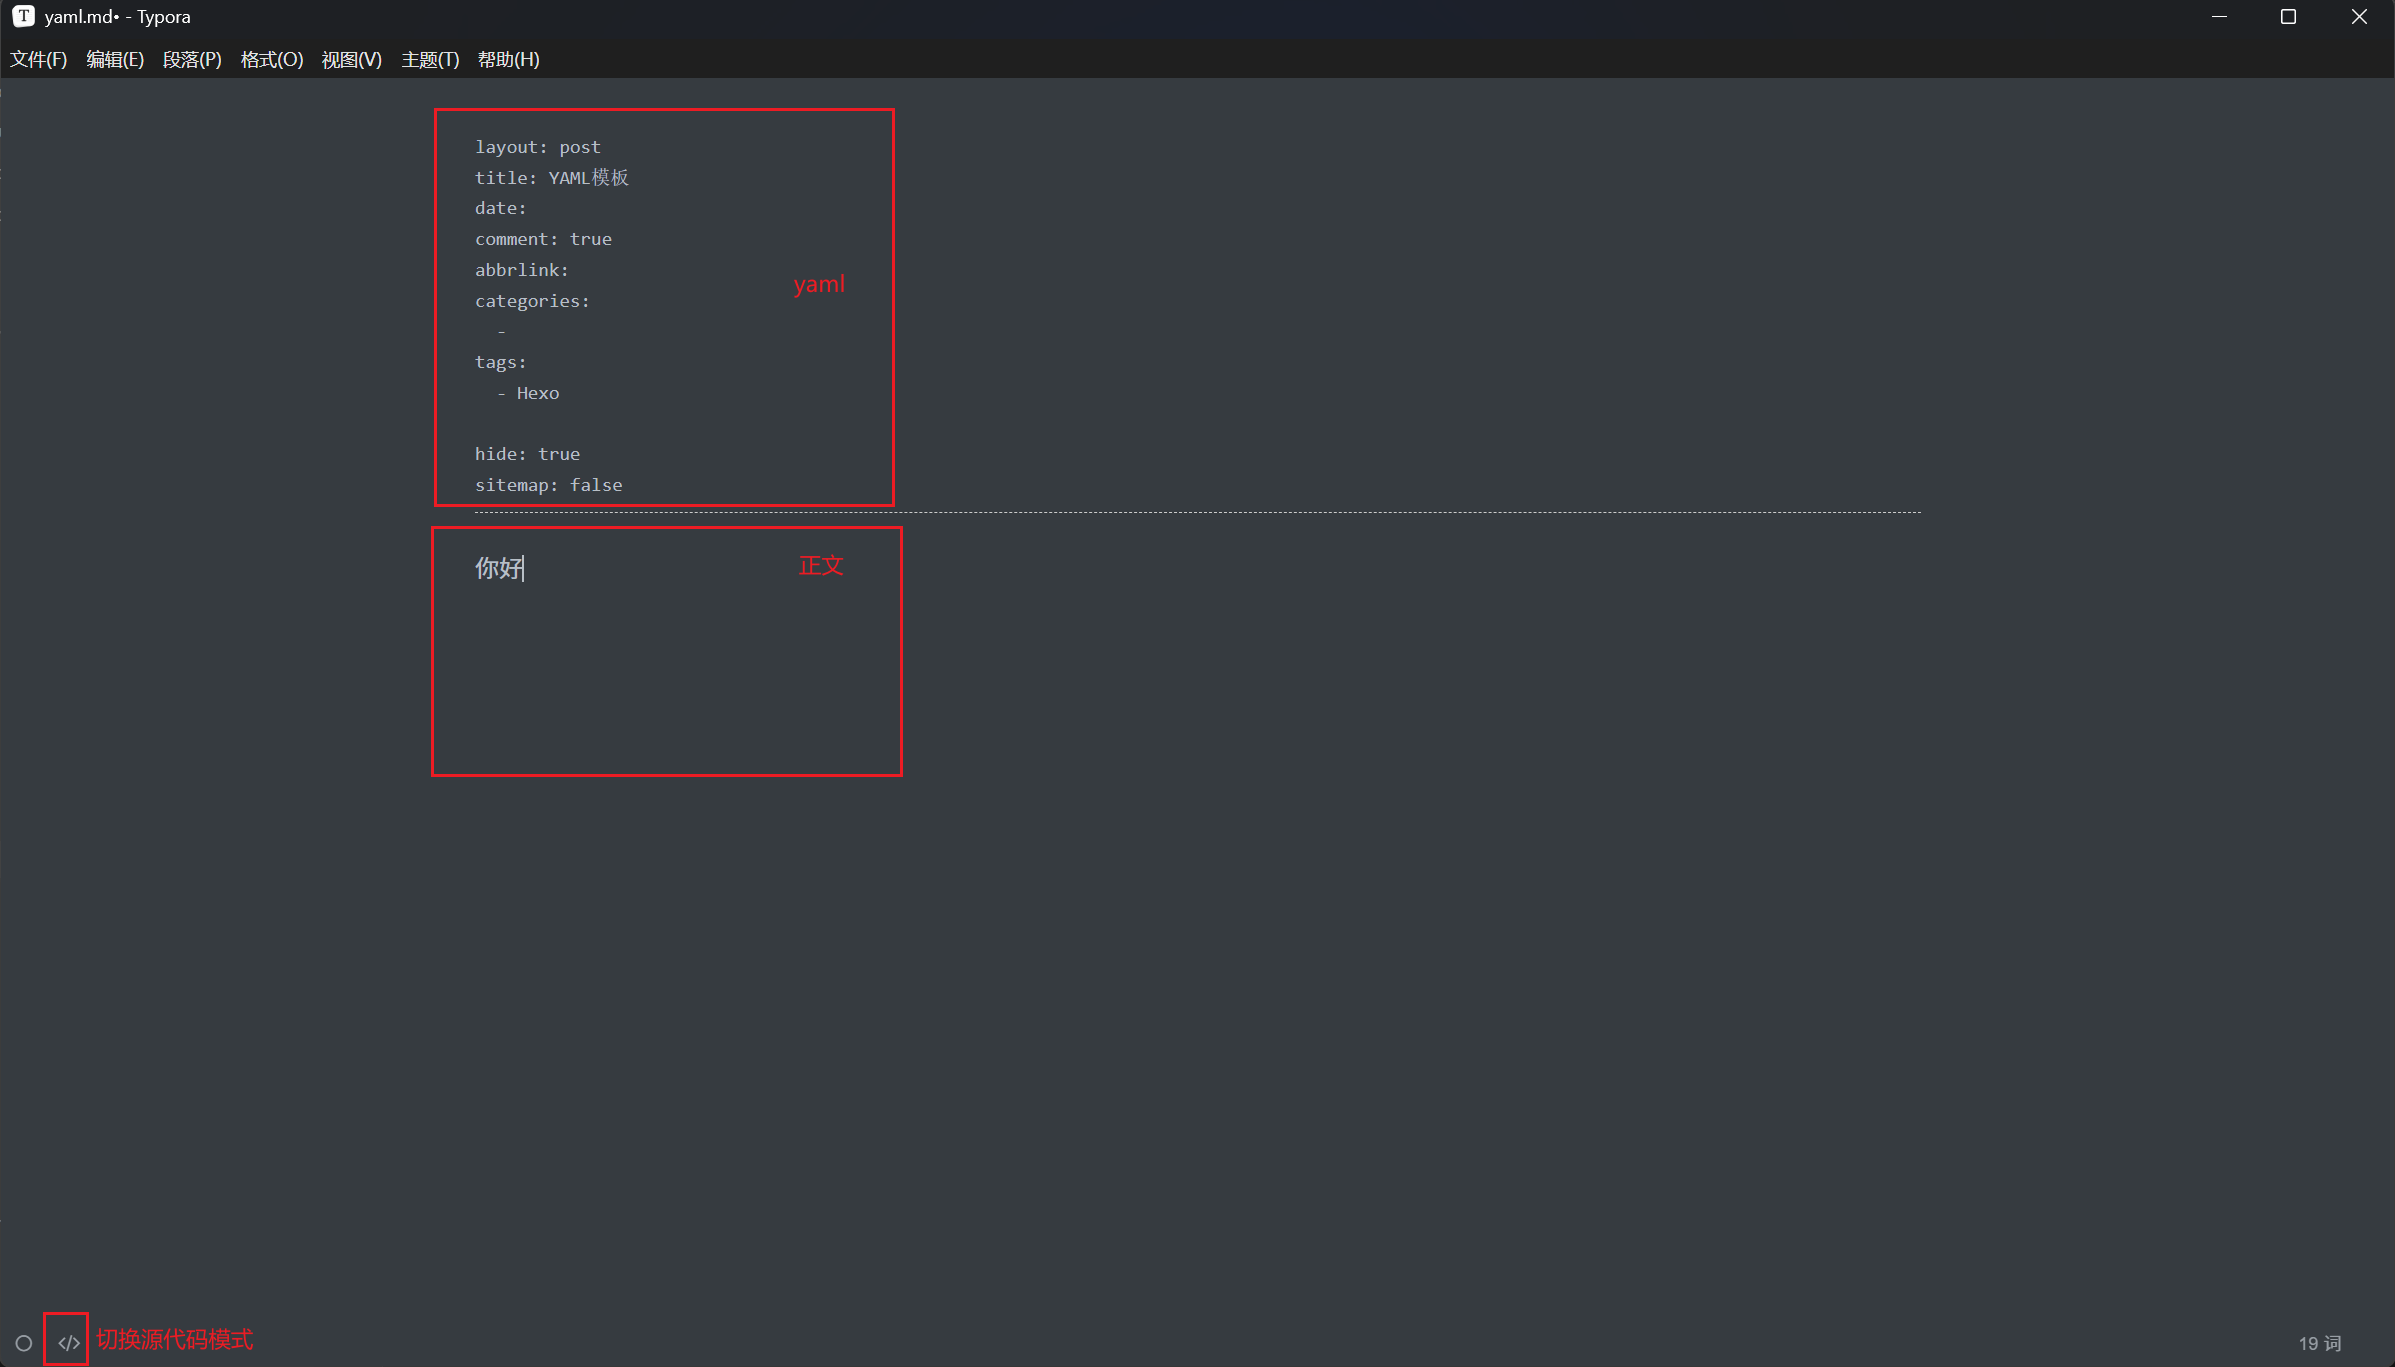 yaml.md• - Typora
文件(F) 编辑(E) 段落(P) 格式(O) 视图(V) 主题(T) 帮助(H)
layout: post
title: YAML模板
date:
comment: true
abbrlink:
yaml
categories:
-
tags:
- Hexo
hide: true
sitemap: false
你好
正文
</> 切换源代码模式
19 词